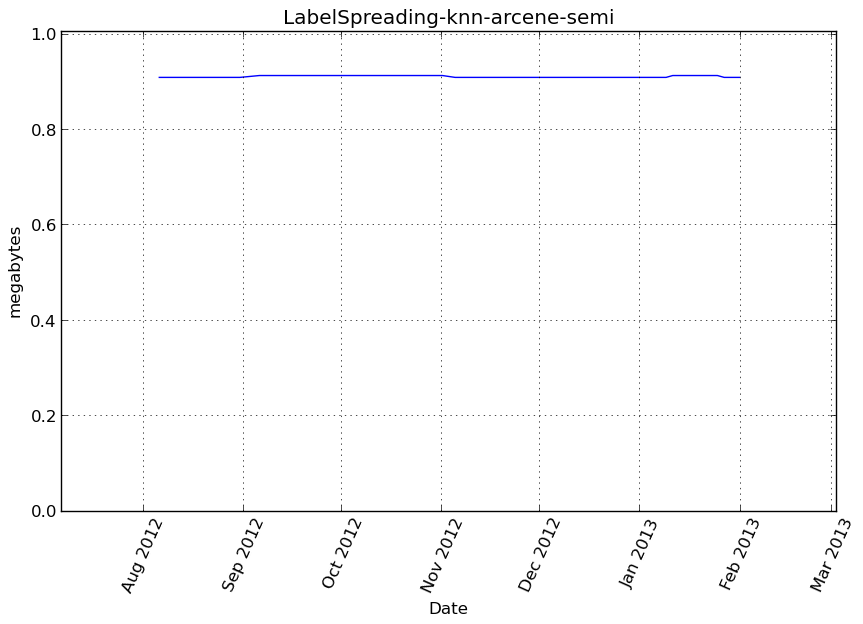 LabelSpreading-knn-arcene-semi
1.0
0.8
0.6
0.4
0.2
0.0
megabytes
Aug 2012
Sep 2012
Oct 2012
Nov 2012
Dec 2012
Jan 2013
Feb 2013
Mar 2013
Date